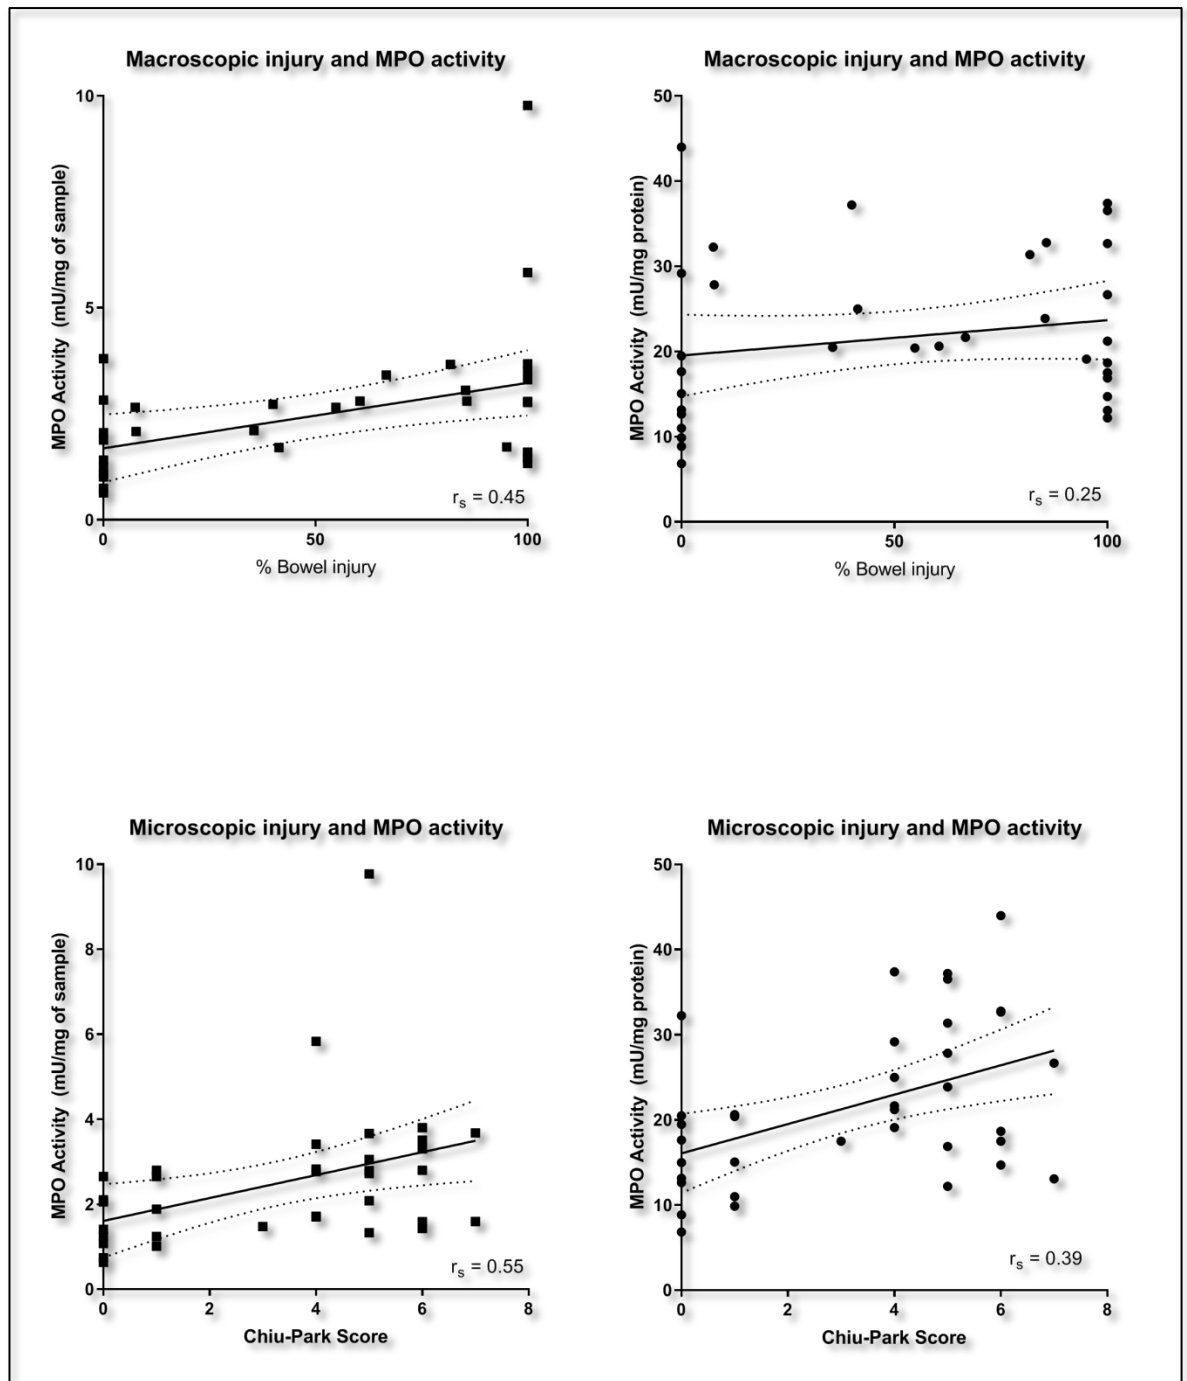 Macroscopic injury and MPO activity
10
5
0
MPO Activity (mU/mg of sample)
0 50 100
% Bowel injury
r_s = 0.45
Macroscopic injury and MPO activity
50
40
30
20
10
0
MPO Activity (mU/mg protein)
0 50 100
% Bowel injury
r_s = 0.25
Microscopic injury and MPO activity
10
8
6
4
2
0
MPO Activity (mU/mg of sample)
0 2 4 6 8
Chiu-Park Score
r_s = 0.55
Microscopic injury and MPO activity
50
40
30
20
10
0
MPO Activity (mU/mg protein)
0 2 4 6 8
Chiu-Park Score
r_s = 0.39